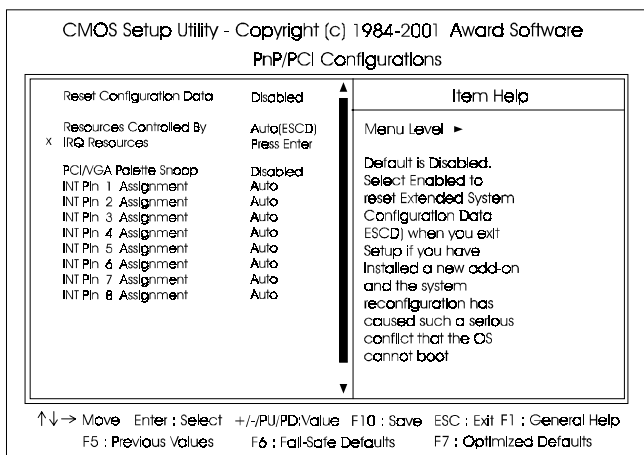 CMOS Setup Utility - Copyright (c) 1984-2001 Award Software
PnP/PCI Configurations
Reset Configuration Data Disabled
Resources Controlled By Auto(ESCD)
x IRQ Resources Press Enter
PCI/VGA Palette Snoop Disabled
INT Pin 1 Assignment Auto
INT Pin 2 Assignment Auto
INT Pin 3 Assignment Auto
INT Pin 4 Assignment Auto
INT Pin 5 Assignment Auto
INT Pin 6 Assignment Auto
INT Pin 7 Assignment Auto
INT Pin 8 Assignment Auto
Item Help
Menu Level ►
Default is Disabled.
Select Enabled to
reset Extended System
Configuration Data
ESCD) when you exit
Setup if you have
installed a new add-on
and the system
reconfiguration has
caused such a serious
conflict that the OS
cannot boot
↑↓→ Move Enter : Select +/-/PU/PD:Value F10 : Save ESC : Exit F1 : General Help
F5 : Previous Values F6 : Fail-Safe Defaults F7 : Optimized Defaults